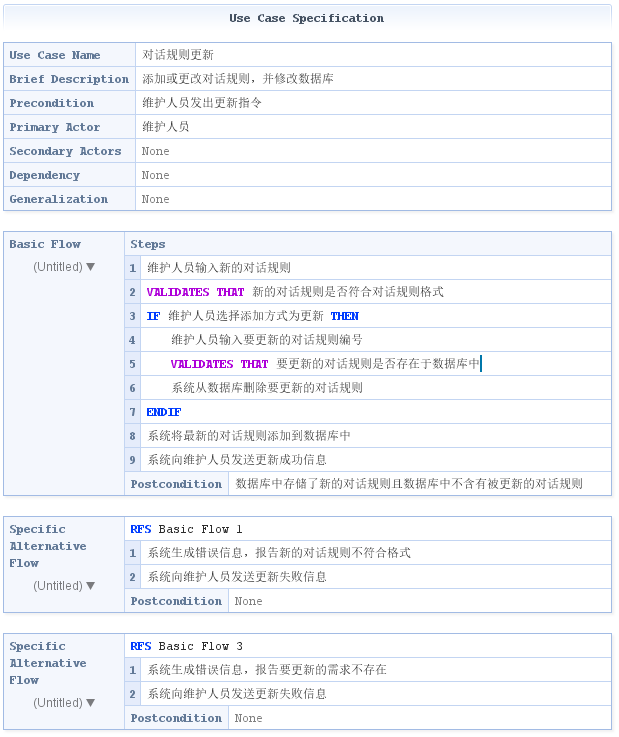 Use Case Specification
Use Case Name 对话规则更新
Brief Description 添加或更改对话规则，并修改数据库
Precondition 维护人员发出更新指令
Primary Actor 维护人员
Secondary Actors None
Dependency None
Generalization None
Basic Flow Steps
(Untitled) ▼
1 维护人员输入新的对话规则
2 VALIDATES THAT 新的对话规则是否符合对话规则格式
3 IF 维护人员选择添加方式为更新 THEN
4 维护人员输入要更新的对话规则编号
5 VALIDATES THAT 要更新的对话规则是否存在于数据库中
6 系统从数据库删除要更新的对话规则
7 ENDIF
8 系统将最新的对话规则添加到数据库中
9 系统向维护人员发送更新成功信息
Postcondition 数据库中存储了新的对话规则且数据库中不含有被更新的对话规则
Specific Alternative Flow
(Untitled) ▼
RFS Basic Flow 1
1 系统生成错误信息，报告新的对话规则不符合格式
2 系统向维护人员发送更新失败信息
Postcondition None
Specific Alternative Flow
(Untitled) ▼
RFS Basic Flow 3
1 系统生成错误信息，报告要更新的需求不存在
2 系统向维护人员发送更新失败信息
Postcondition None